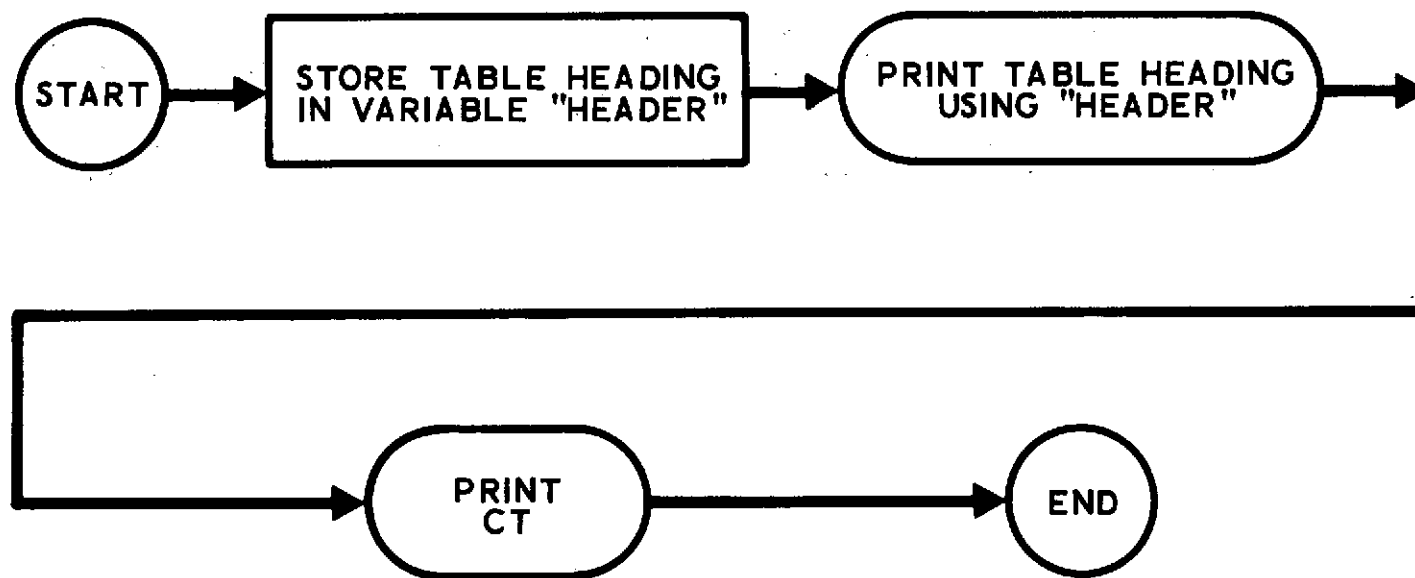 START
STORE TABLE HEADING
IN VARIABLE "HEADER"
PRINT TABLE HEADING
USING "HEADER"
PRINT
CT
END